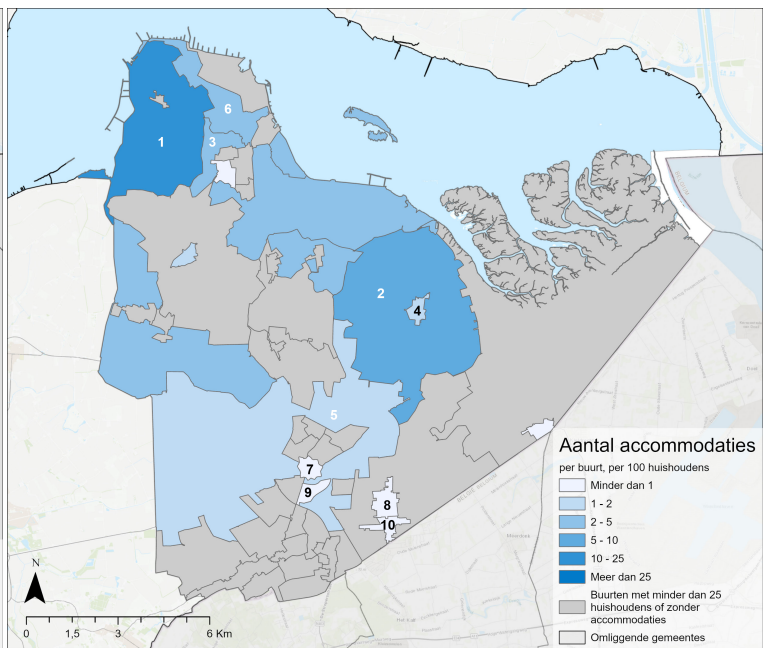 6
1
3
2
4
5
7
9
8
10
Aantal accommodaties
per buurt, per 100 huishoudens
Minder dan 1
1 - 2
2 - 5
5 - 10
10 - 25
Meer dan 25
Buurten met minder dan 25
huishoudens of zonder
accommodaties
Omliggende gemeentes
N
0 1,5 3 6 Km